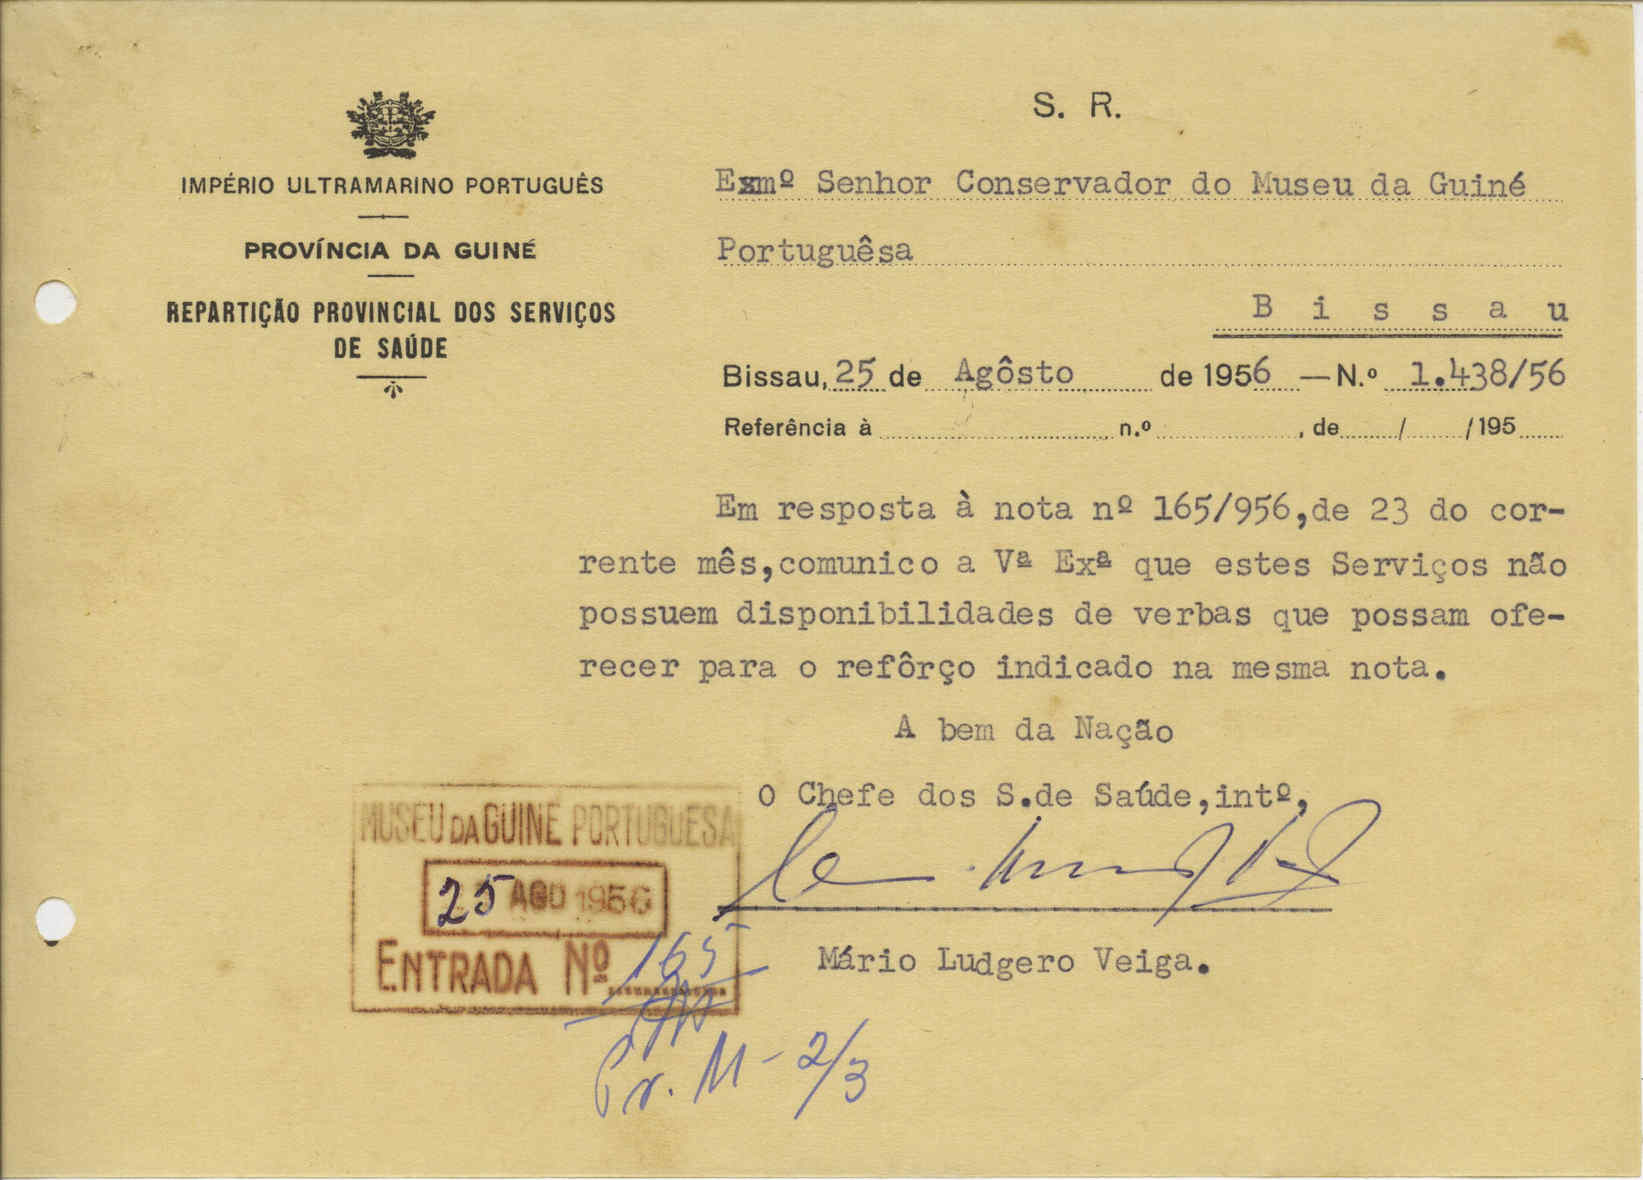 S. R.
IMPÉRIO ULTRAMARINO PORTUGUÊS
PROVÍNCIA DA GUINÉ
REPARTIÇÃO PROVINCIAL DOS SERVIÇOS
DE SAÚDE
Exmº Senhor Conservador do Museu da Guiné
Portuguêsa
B i s s a u
Bissau, 25 de Agôsto de 1956 — N.º 1.438/56
Referência à n.º , de / /195
Em resposta à nota nº 165/956,de 23 do cor-
rente mês,comunico a Vª Exª que estes Serviços não
possuem disponibilidades de verbas que possam ofe-
recer para o refôrço indicado na mesma nota.
A bem da Nação
O Chefe dos S.de Saúde,intº,
Mário Ludgero Veiga.
MUSEU DA GUINÉ PORTUGUESA
25 AGO 1956
ENTRADA Nº 165
Pr. M - 2/3